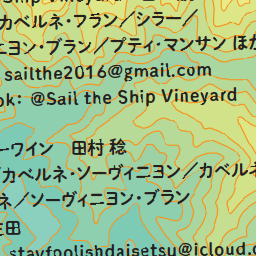 Ship Vineyard
カベルネ・フラン／シラー／
ニヨン・ブラン／プティ・マンサン ほか
sailthe2016@gmail.com
ok: @Sail the Ship Vineyard
ーワイン　田村 稔
／カベルネ・ソーヴィニヨン／カベルネ
ネ／ソーヴィニヨン・ブラン
荘田
stayfoolishdaisetsu@icloud.c